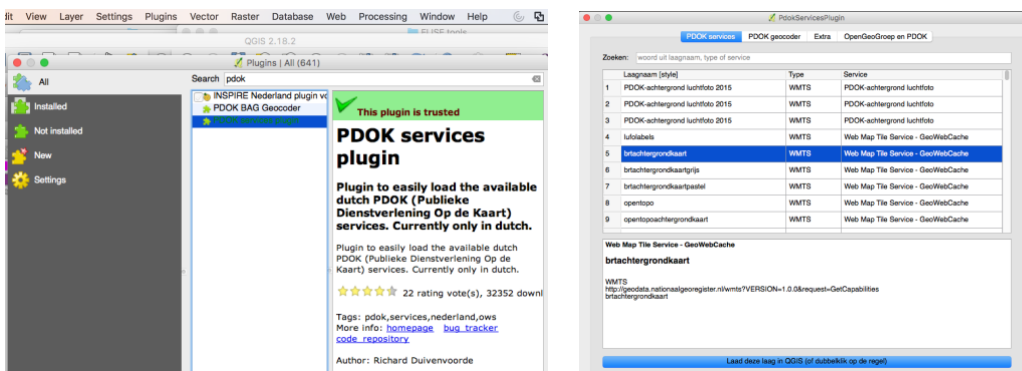 dit View Layer Settings Plugins Vector Raster Database Web Processing Window Help
QGIS 2.18.2
Plugins | All (641)
All
Installed
Not installed
New
Settings
Search pdok
INSPIRE Nederland plugin vo
PDOK BAG Geocoder
PDOK services plugin
This plugin is trusted
PDOK services
plugin
Plugin to easily load the available
dutch PDOK (Publieke
Dienstverlening Op de Kaart)
services. Currently only in dutch.
Plugin to easily load the available dutch
PDOK (Publieke Dienstverlening Op de
Kaart) services. Currently only in dutch.
22 rating vote(s), 32352 downl
Tags: pdok,services,nederland,ows
More info: homepage bug tracker
code repository
Author: Richard Duivenvoorde
PdokServicesPlugin
PDOK services PDOK geocoder Extra OpenGeoGroep en PDOK
Zoeken: woord uit laagnaam, type of service
Laagnaam [style] Type Service
1 PDOK-achtergrond luchtfoto 2015 WMTS PDOK-achtergrond luchtfoto
2 PDOK-achtergrond luchtfoto 2015 WMTS PDOK-achtergrond luchtfoto
3 PDOK-achtergrond luchtfoto 2015 WMTS PDOK-achtergrond luchtfoto
4 lufolabels WMTS Web Map Tile Service - GeoWebCache
5 brtachtergrondkaart WMTS Web Map Tile Service - GeoWebCache
6 brtachtergrondkaartgrijs WMTS Web Map Tile Service - GeoWebCache
7 brtachtergrondkaartpastel WMTS Web Map Tile Service - GeoWebCache
8 opentopo WMTS Web Map Tile Service - GeoWebCache
9 opentopoachtergrondkaart WMTS Web Map Tile Service - GeoWebCache
Web Map Tile Service - GeoWebCache
brtachtergrondkaart
WMTS
http://geodata.nationaalgeoregister.nl/wmts?VERSION=1.0.0&request=GetCapabilities
brtachtergrondkaart
Laad deze laag in QGIS (of dubbelklik op de regel)